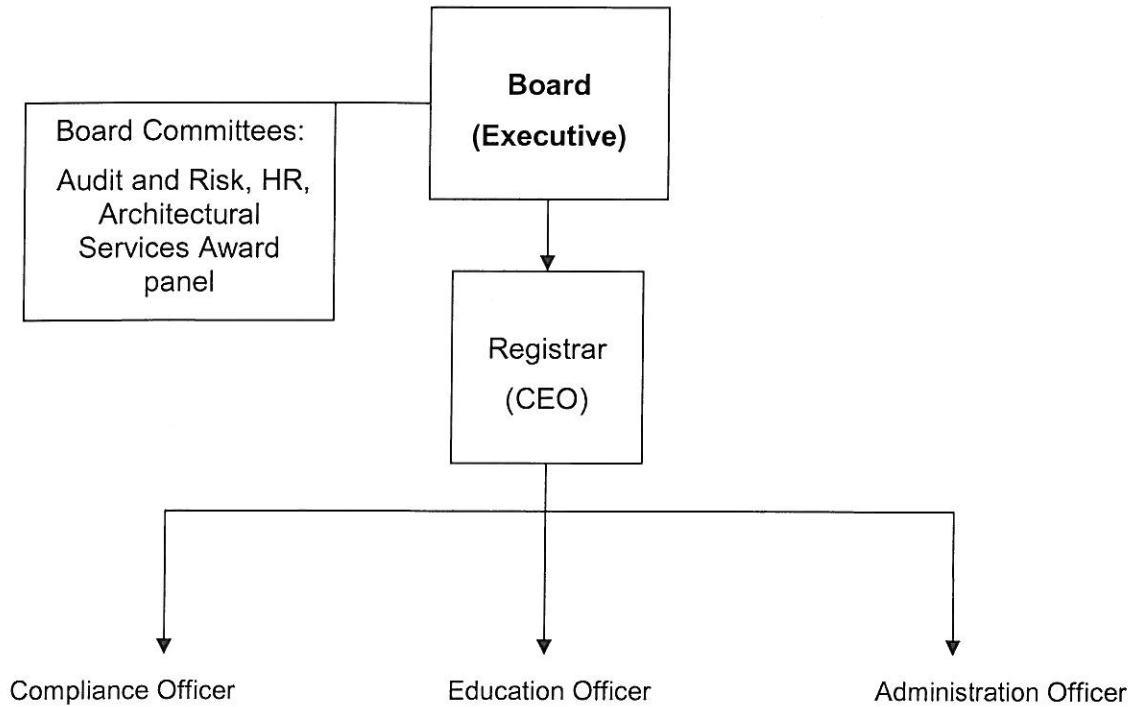 Board
(Executive)
Board Committees:
Audit and Risk, HR,
Architectural
Services Award
panel
Registrar
(CEO)
Compliance Officer
Education Officer
Administration Officer